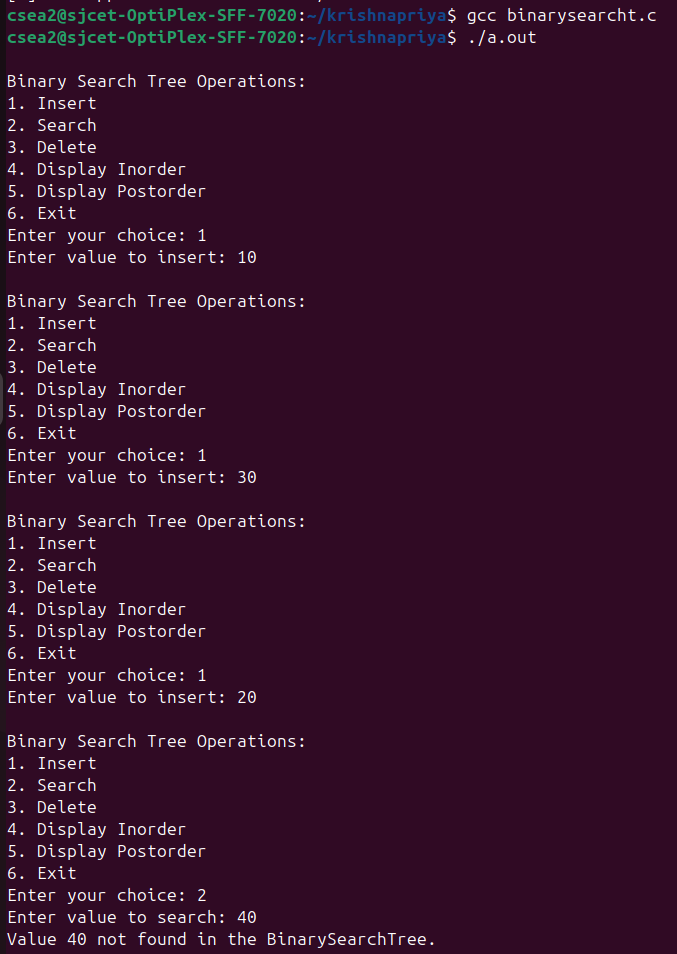 csea2@sjcet-OptiPlex-SFF-7020:~/krishnapriya$ gcc binarysearcht.c
csea2@sjcet-OptiPlex-SFF-7020:~/krishnapriya$ ./a.out
Binary Search Tree Operations:
1. Insert
2. Search
3. Delete
4. Display Inorder
5. Display Postorder
6. Exit
Enter your choice: 1
Enter value to insert: 10
Binary Search Tree Operations:
1. Insert
2. Search
3. Delete
4. Display Inorder
5. Display Postorder
6. Exit
Enter your choice: 1
Enter value to insert: 30
Binary Search Tree Operations:
1. Insert
2. Search
3. Delete
4. Display Inorder
5. Display Postorder
6. Exit
Enter your choice: 1
Enter value to insert: 20
Binary Search Tree Operations:
1. Insert
2. Search
3. Delete
4. Display Inorder
5. Display Postorder
6. Exit
Enter your choice: 2
Enter value to search: 40
Value 40 not found in the BinarySearchTree.